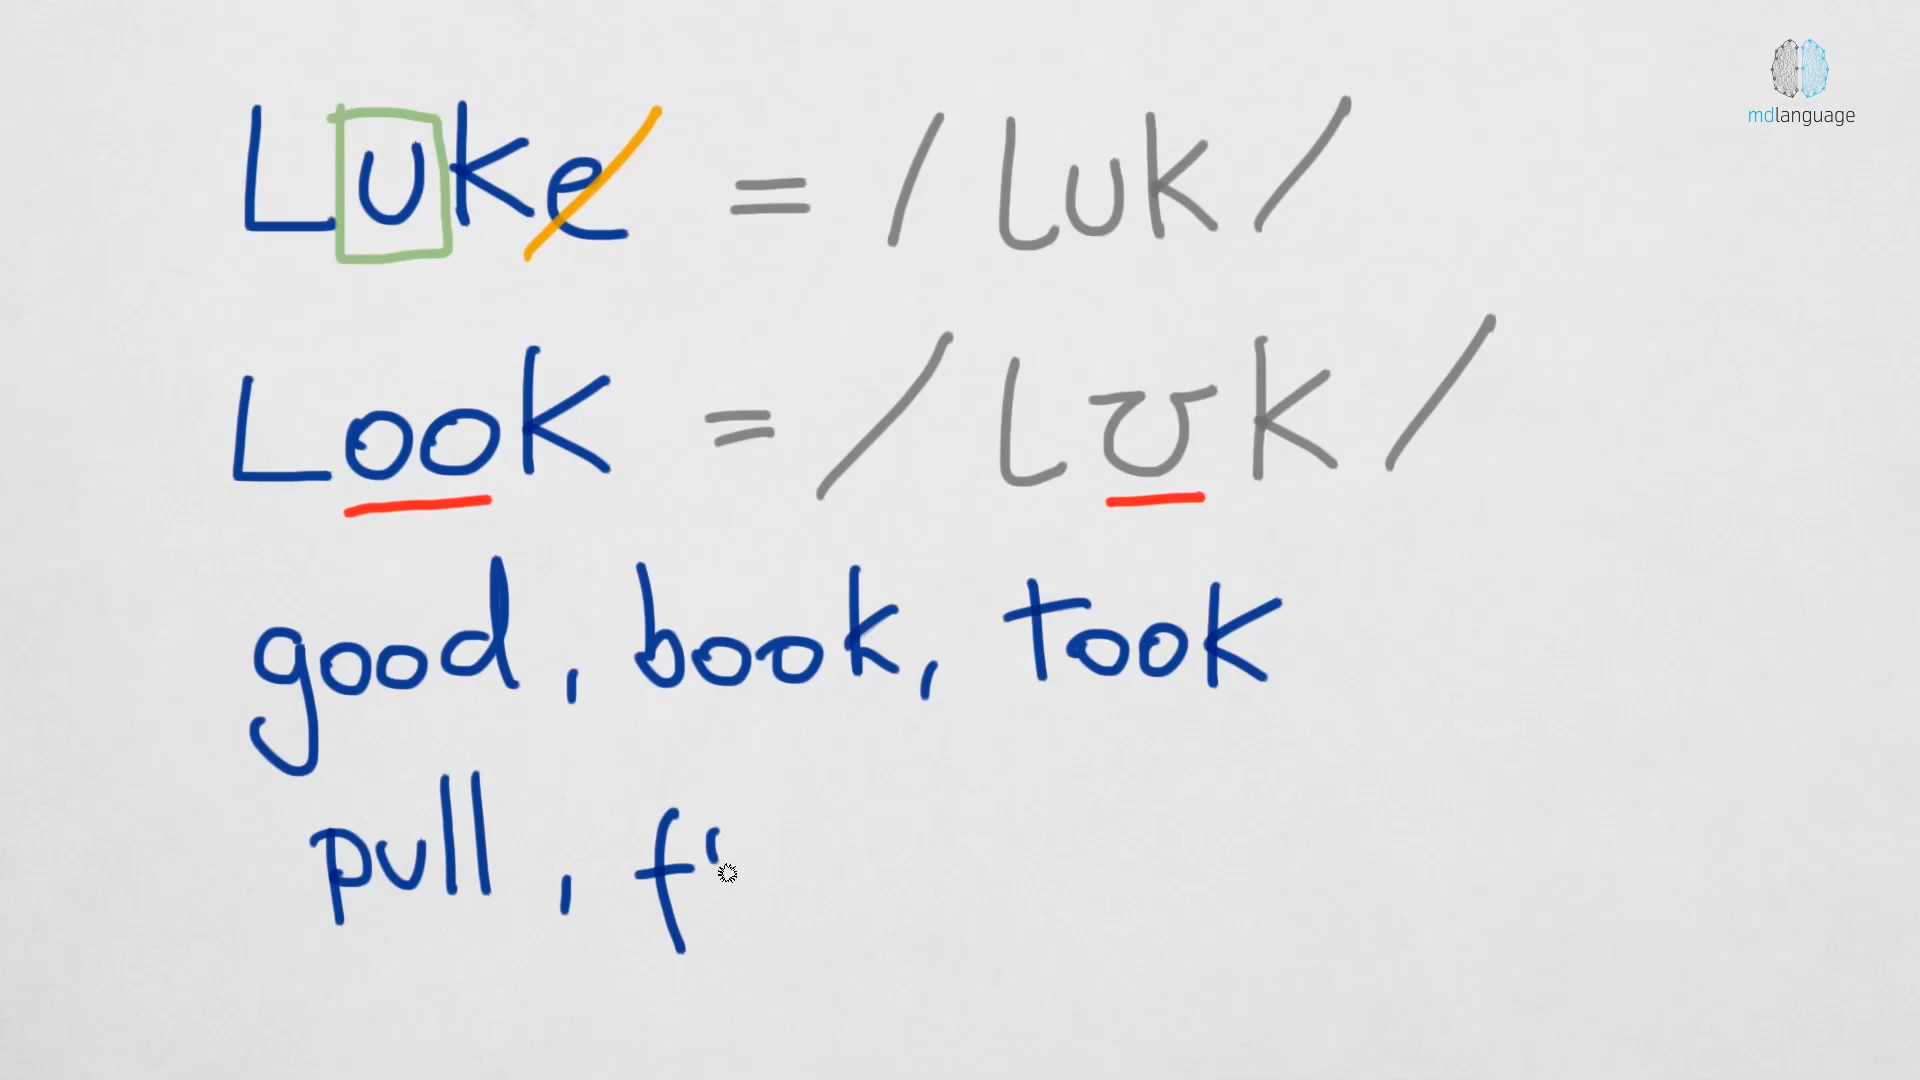 mdlanguage
Luke = /luk/
Look = /lʊk/
good, book, took
pull, f